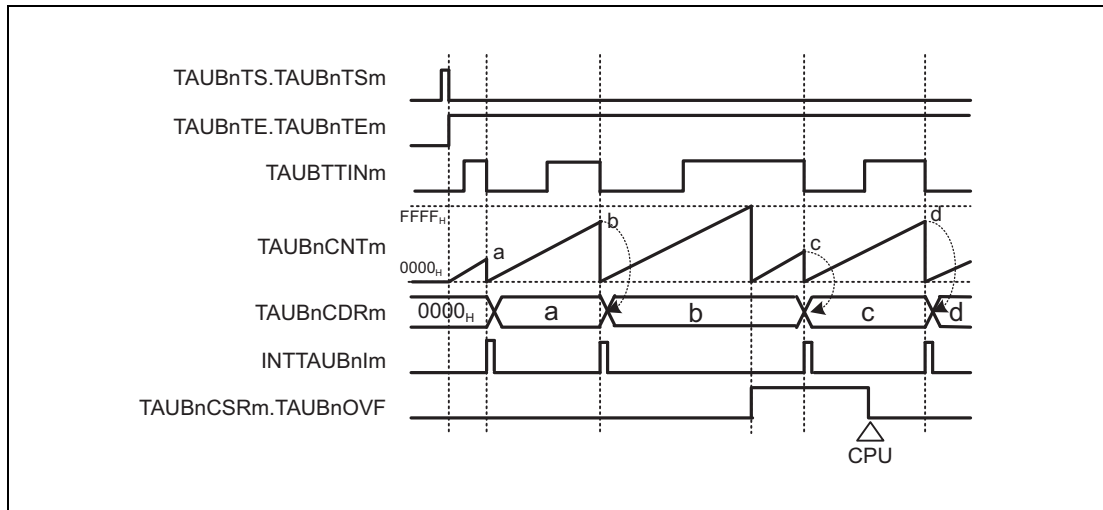 TAUBnTS.TAUBnTSm
TAUBnTE.TAUBnTEm
TAUBTTINm
FFFFH
b
d
TAUBnCNTm
a
c
0000H
TAUBnCDRm
0000H
a
b
c
d
INTTAUBnIm
TAUBnCSRm.TAUBnOVF
CPU